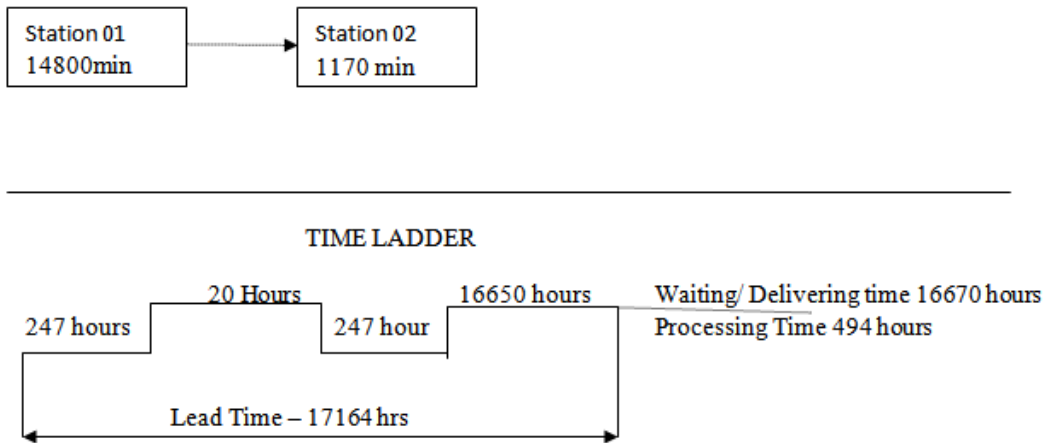 Station 01
14800min
Station 02
1170 min
TIME LADDER
20 Hours
16650 hours
Waiting/ Delivering time 16670 hours
247 hours
247 hour
Processing Time 494 hours
Lead Time – 17164 hrs